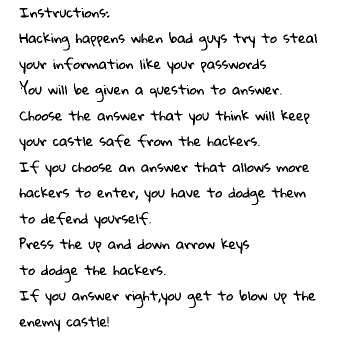 Instructions:
Hacking happens when bad guys try to steal
your information like your passwords
You will be given a question to answer.
Choose the answer that you think will keep
your castle safe from the hackers.
If you choose an answer that allows more
hackers to enter, you have to dodge them
to defend yourself.
Press the up and down arrow keys
to dodge the hackers.
If you answer right,you get to blow up the
enemy castle!